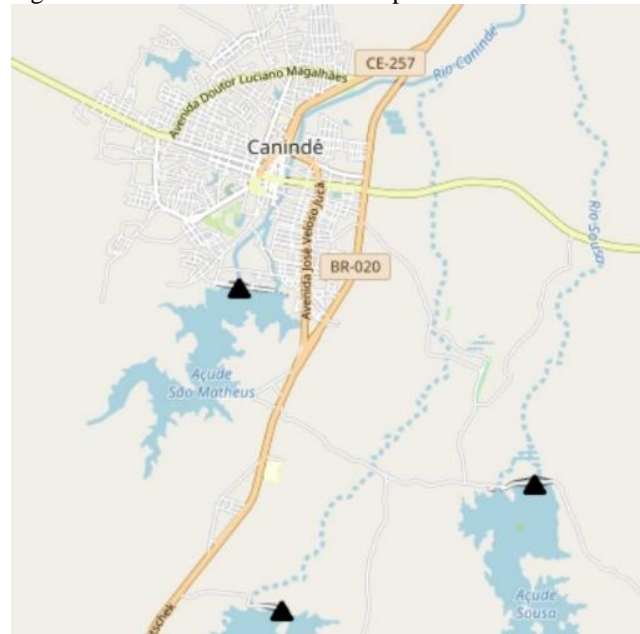 CE-257
Rio Canindé
Avenida Doutor Luciano Magalhães
Canindé
Avenida José Veloso Jucá
Rio Sousa
BR-020
Açude
São Matheus
Açude
Sousa
tschek